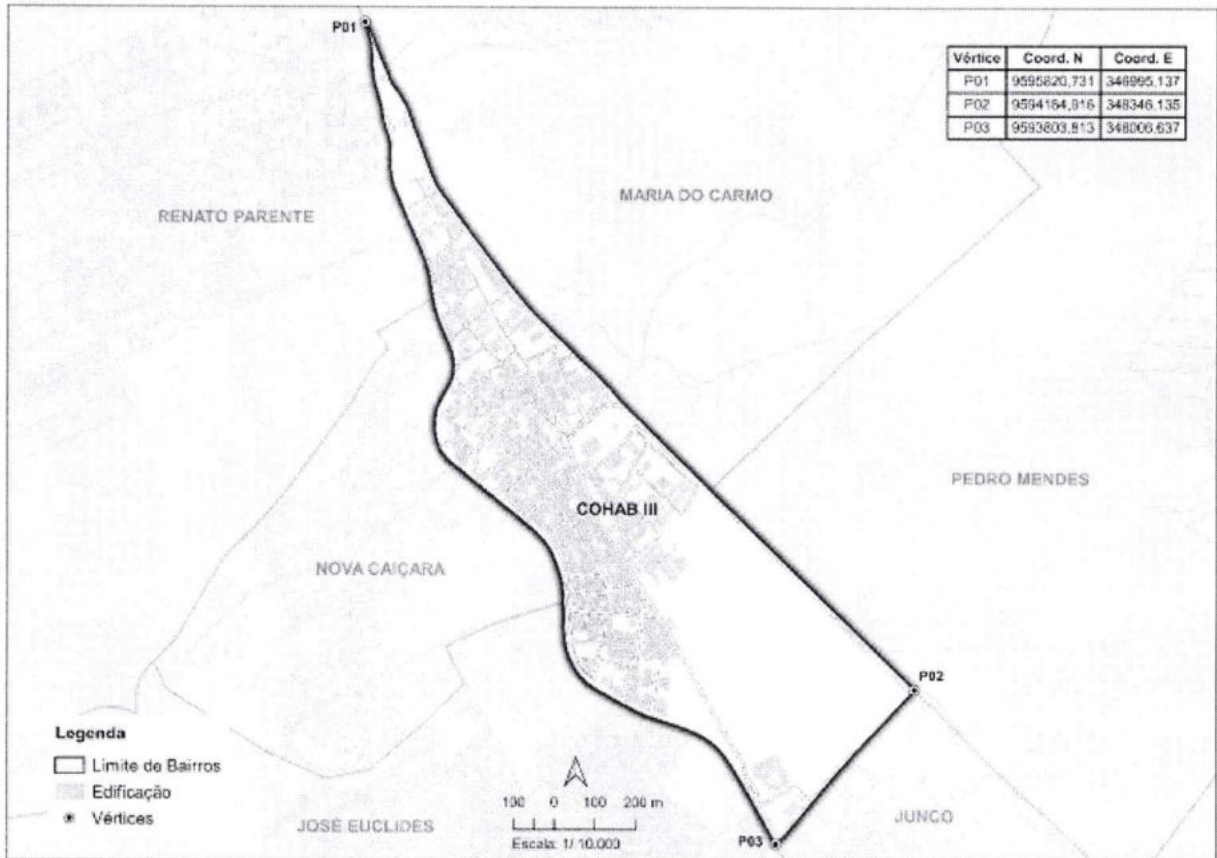 P01
Vértice Coord. N Coord. E
P01 9595820,731 346995,137
P02 9594164,916 348346,135
P03 9593803,813 348006,637
MARIA DO CARMO
RENATO PARENTE
PEDRO MENDES
COHAB III
NOVA CAIÇARA
P02
Legenda
Limite de Bairros
Edificação
Vértices
100 0 100 200 m
Escala: 1/ 10.000
JOSÉ EUCLIDES
JUNCO
P03